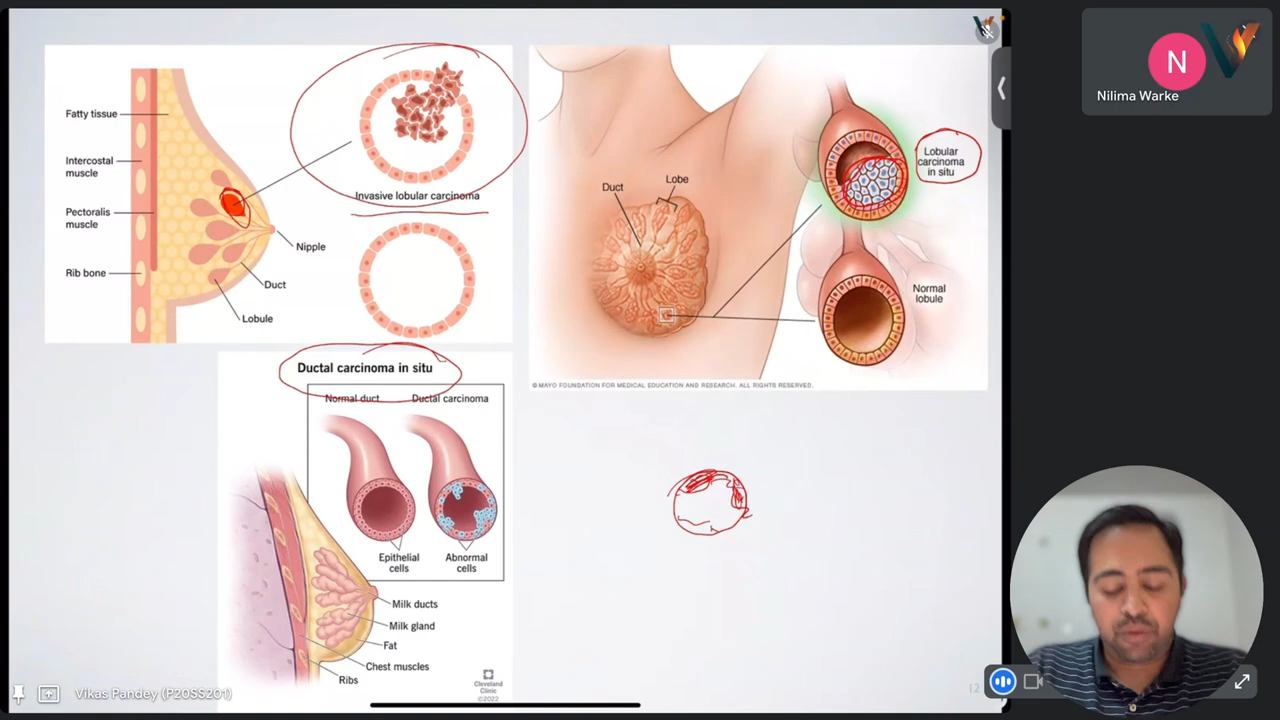 Fatty tissue
Intercostal
muscle
Pectoralis
muscle
Rib bone
Invasive lobular carcinoma
Nipple
Duct
Lobule
Duct
Lobe
Lobular
carcinoma
in situ
Normal
lobule
© MAYO FOUNDATION FOR MEDICAL EDUCATION AND RESEARCH. ALL RIGHTS RESERVED.
Ductal carcinoma in situ
Normal duct
Ductal carcinoma
Epithelial
cells
Abnormal
cells
Milk ducts
Milk gland
Fat
Chest muscles
Ribs
Cleveland
Clinic
©2022
12
Vikas Pandey (P20SS201)
N
Nilima Warke